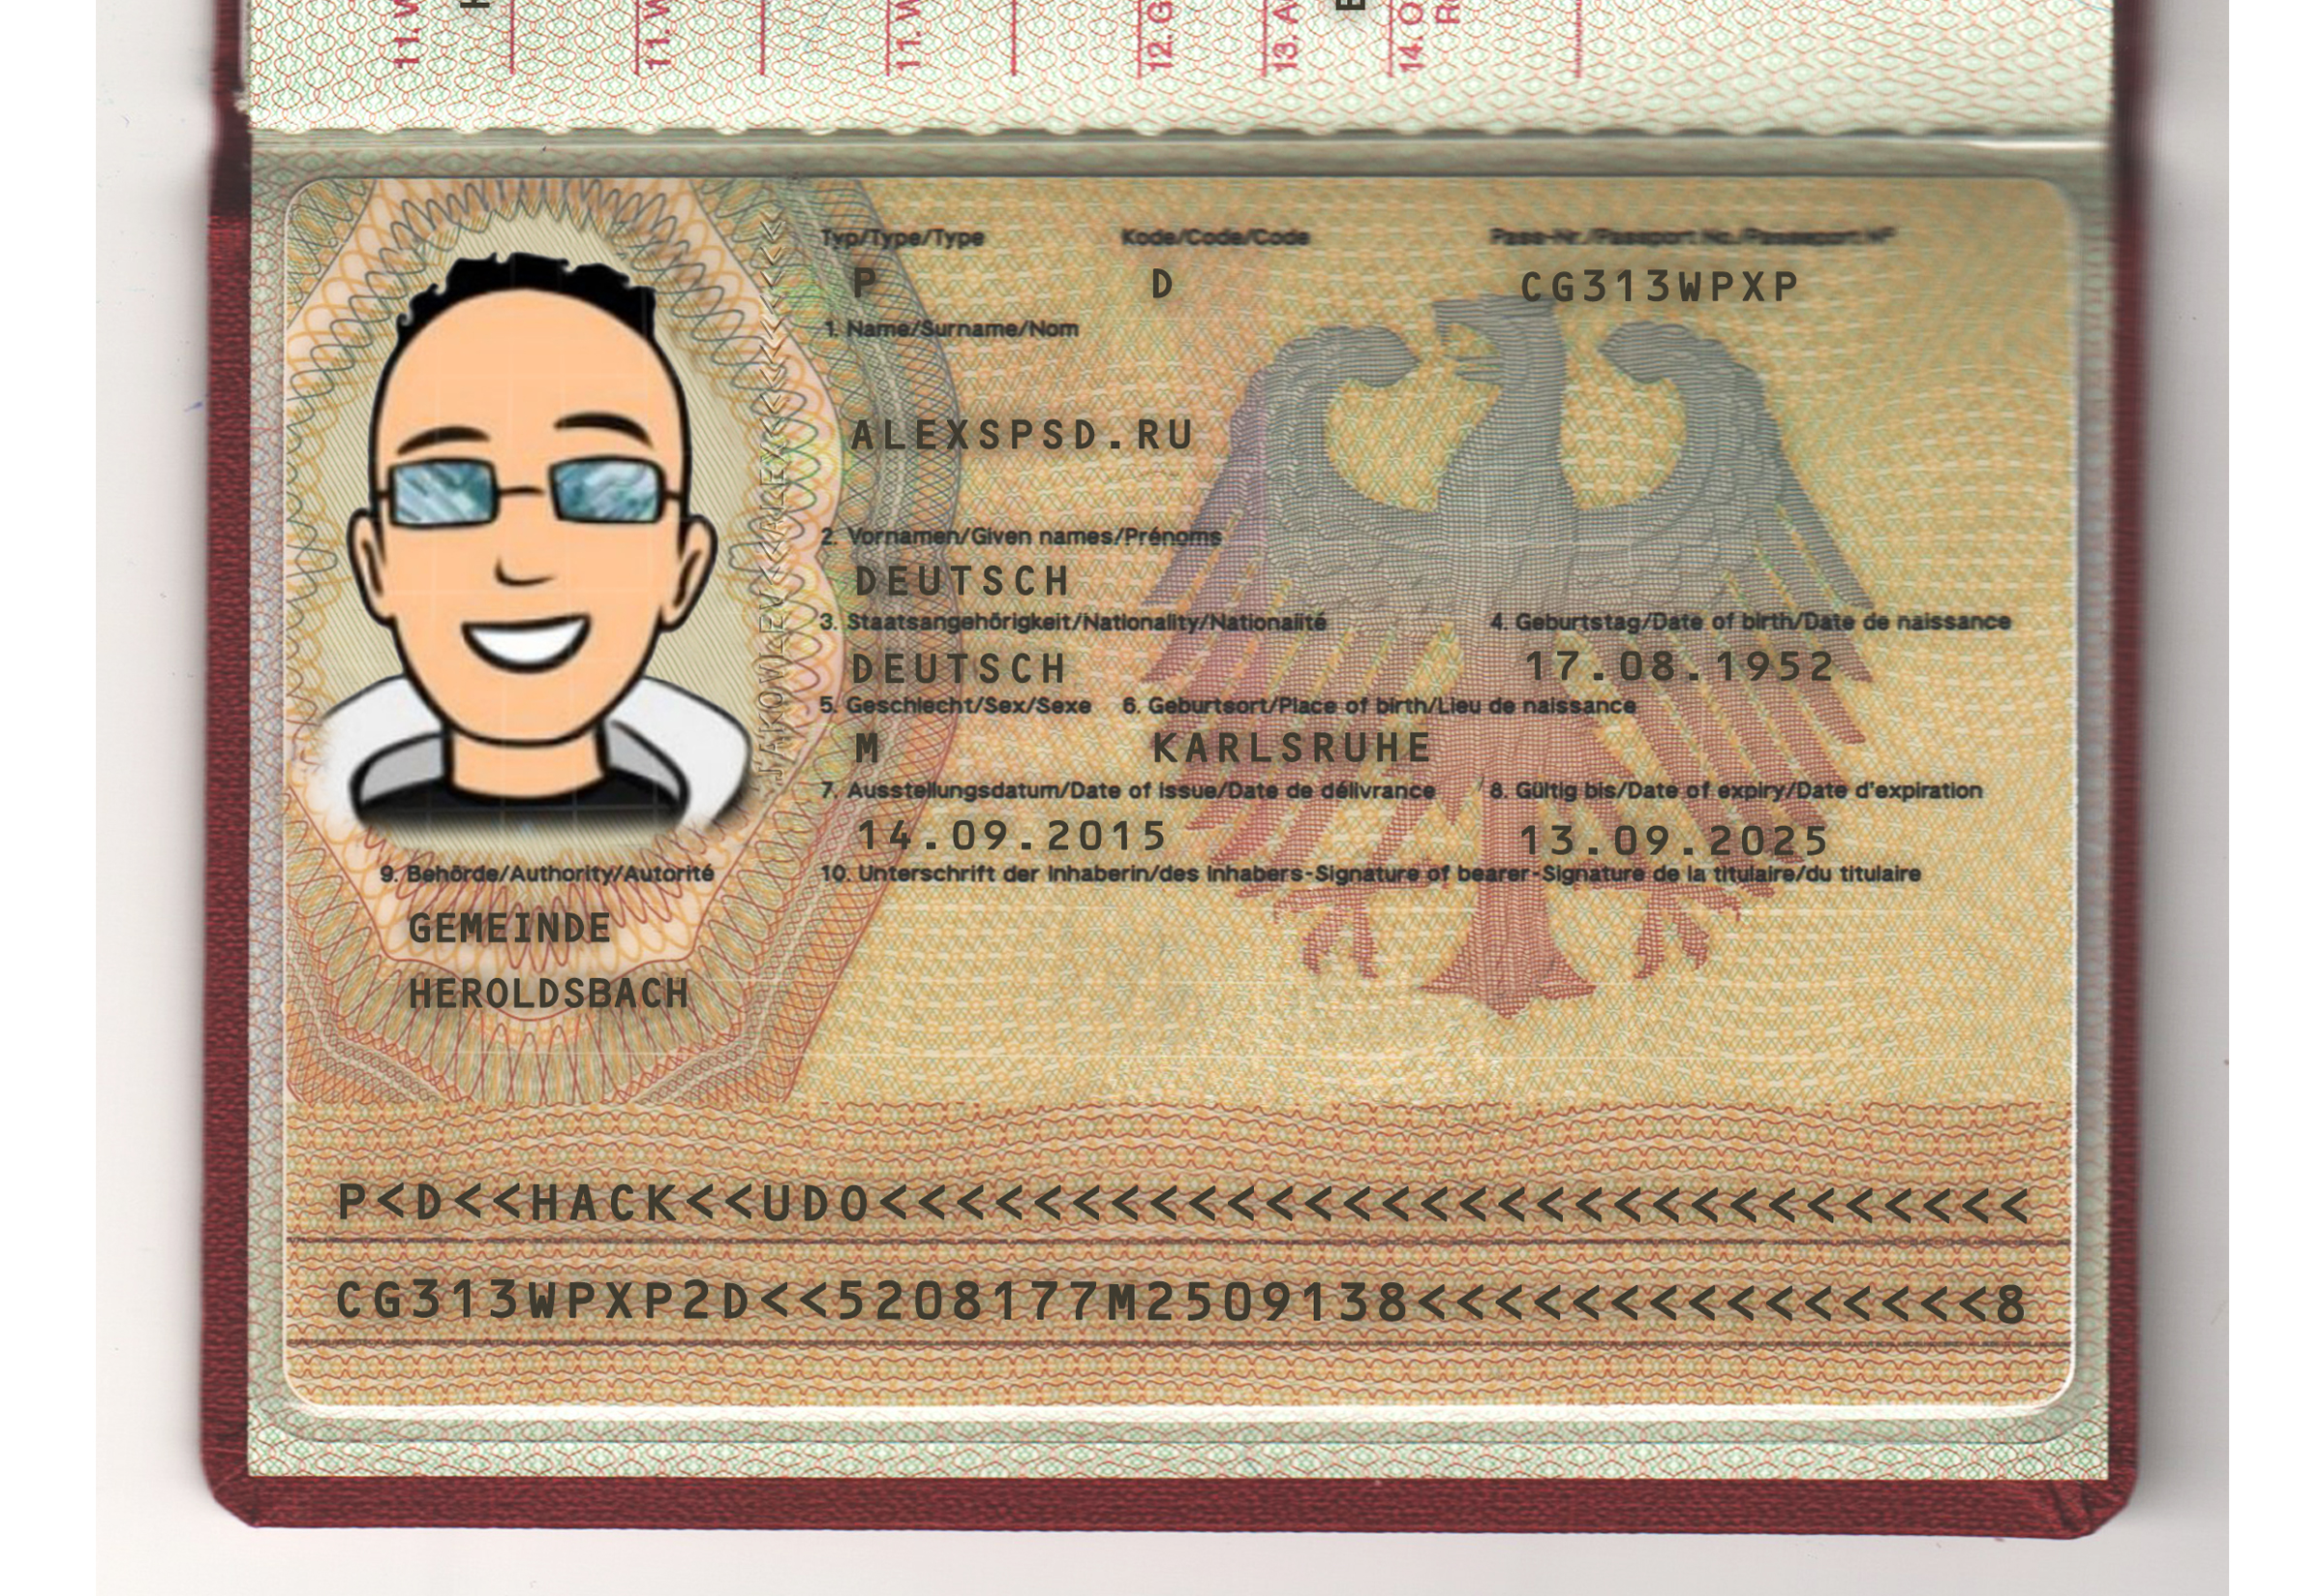 11. W
11. W
11. W
12. G
13. A
14. O
Typ/Type/Type Kode/Code/Code Pass-Nr./Passport No./Passeport N°
P D CG313WPXP
1. Name/Surname/Nom
ALEXSPSD.RU
2. Vornamen/Given names/Prénoms
DEUTSCH
3. Staatsangehörigkeit/Nationality/Nationalité 4. Geburtstag/Date of birth/Date de naissance
DEUTSCH 17.08.1952
5. Geschlecht/Sex/Sexe 6. Geburtsort/Place of birth/Lieu de naissance
M KARLSRUHE
7. Ausstellungsdatum/Date of issue/Date de délivrance 8. Gültig bis/Date of expiry/Date d'expiration
14.09.2015 13.09.2025
9. Behörde/Authority/Autorité 10. Unterschrift der Inhaberin/des Inhabers-Signature of bearer-Signature de la titulaire/du titulaire
GEMEINDE
HEROLDSBACH
P<D<<HACK<<UDO<<<<<<<<<<<<<<<<<<<<<<<<<<<<<<
CG313WPXP2D<<5208177M2509138<<<<<<<<<<<<<<<8